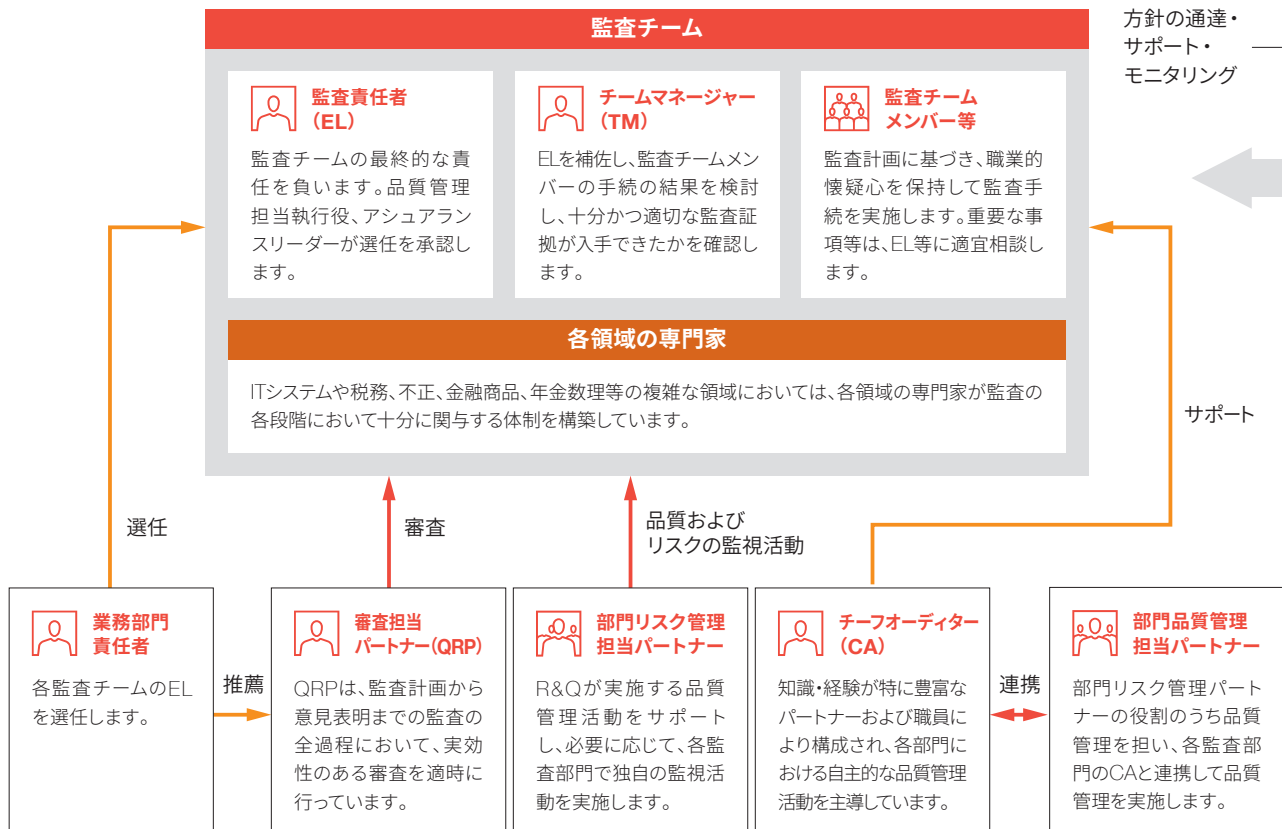 監査チーム
方針の通達・
サポート・
モニタリング
監査責任者
(EL)
監査チームの最終的な責
任を負います。品質管理
担当執行役、アシュアラン
スリーダーが選任を承認し
ます。
チームマネージャー
(TM)
ELを補佐し、監査チームメン
バーの手続の結果を検討
し、十分かつ適切な監査証
拠が入手できたかを確認し
ます。
監査チーム
メンバー等
監査計画に基づき、職業的
懐疑心を保持して監査手
続を実施します。重要な事
項等は、EL等に適宜相談し
ます。
各領域の専門家
ITシステムや税務、不正、金融商品、年金数理等の複雑な領域においては、各領域の専門家が監査の
各段階において十分に関与する体制を構築しています。
選任
審査
品質および
リスクの監視活動
サポート
業務部門
責任者
各監査チームのEL
を選任します。
推薦
審査担当
パートナー(QRP)
QRPは、監査計画から
意見表明までの監査の
全過程において、実効
性のある審査を適時に
行っています。
部門リスク管理
担当パートナー
R&Qが実施する品質
管理活動をサポート
し、必要に応じて、各監
査部門で独自の監視活
動を実施します。
チーフオーディター
(CA)
知識・経験が特に豊富な
パートナーおよび職員に
より構成され、各部門に
おける自主的な品質管理
活動を主導しています。
連携
部門品質管理
担当パートナー
部門リスク管理パート
ナーの役割のうち品質
管理を担い、各監査部
門のCAと連携して品質
管理を実施します。